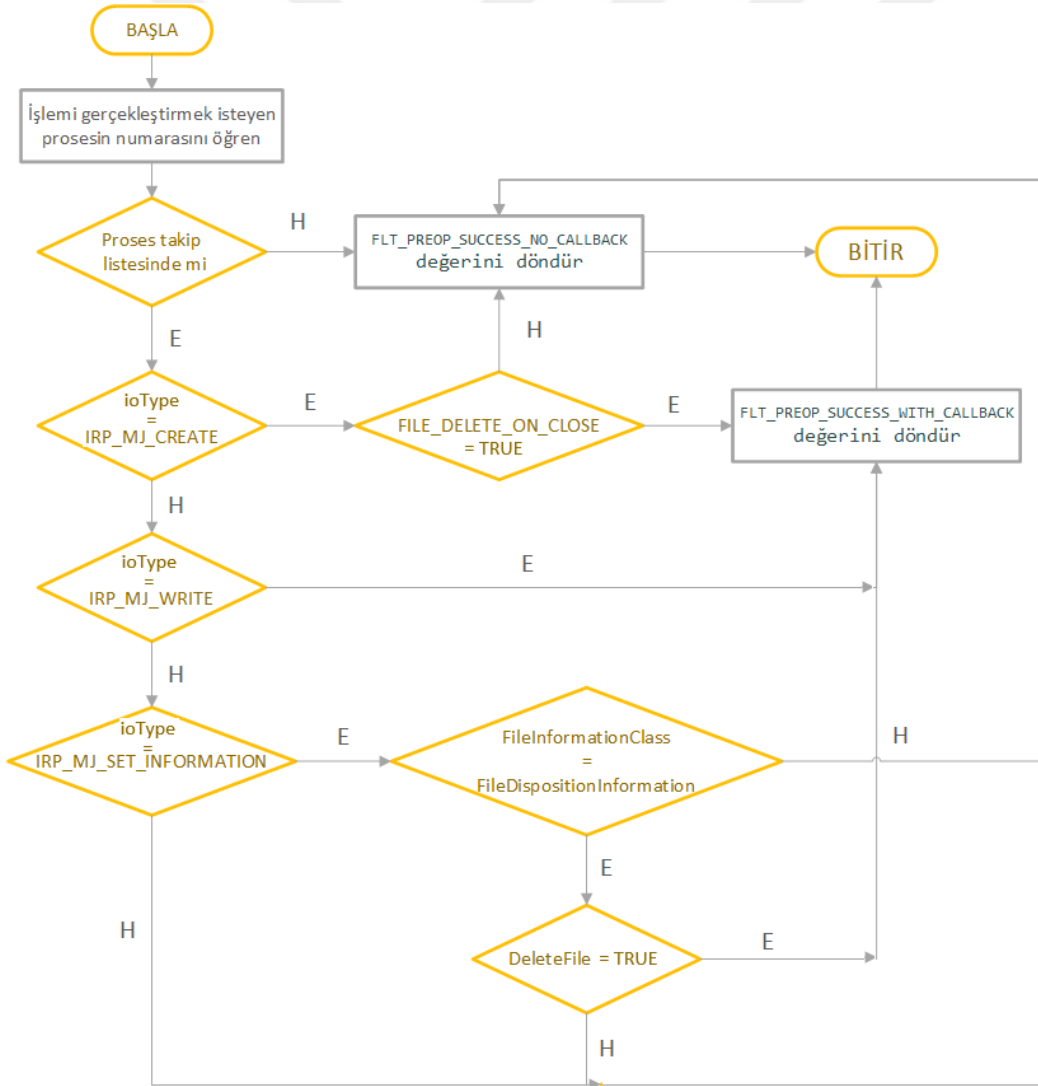 BAŞLA
İşlemi gerçekleştirmek isteyen
prosesin numarasını öğren
Proses takip
listesinde mi
H
FLT_PREOP_SUCCESS_NO_CALLBACK
değerini döndür
BİTİR
E
H
ioType
=
IRP_MJ_CREATE
E
FILE_DELETE_ON_CLOSE
= TRUE
E
FLT_PREOP_SUCCESS_WITH_CALLBACK
değerini döndür
H
ioType
=
IRP_MJ_WRITE
E
H
ioType
=
IRP_MJ_SET_INFORMATION
E
FileInformationClass
=
FileDispositionInformation
H
E
H
DeleteFile = TRUE
E
H